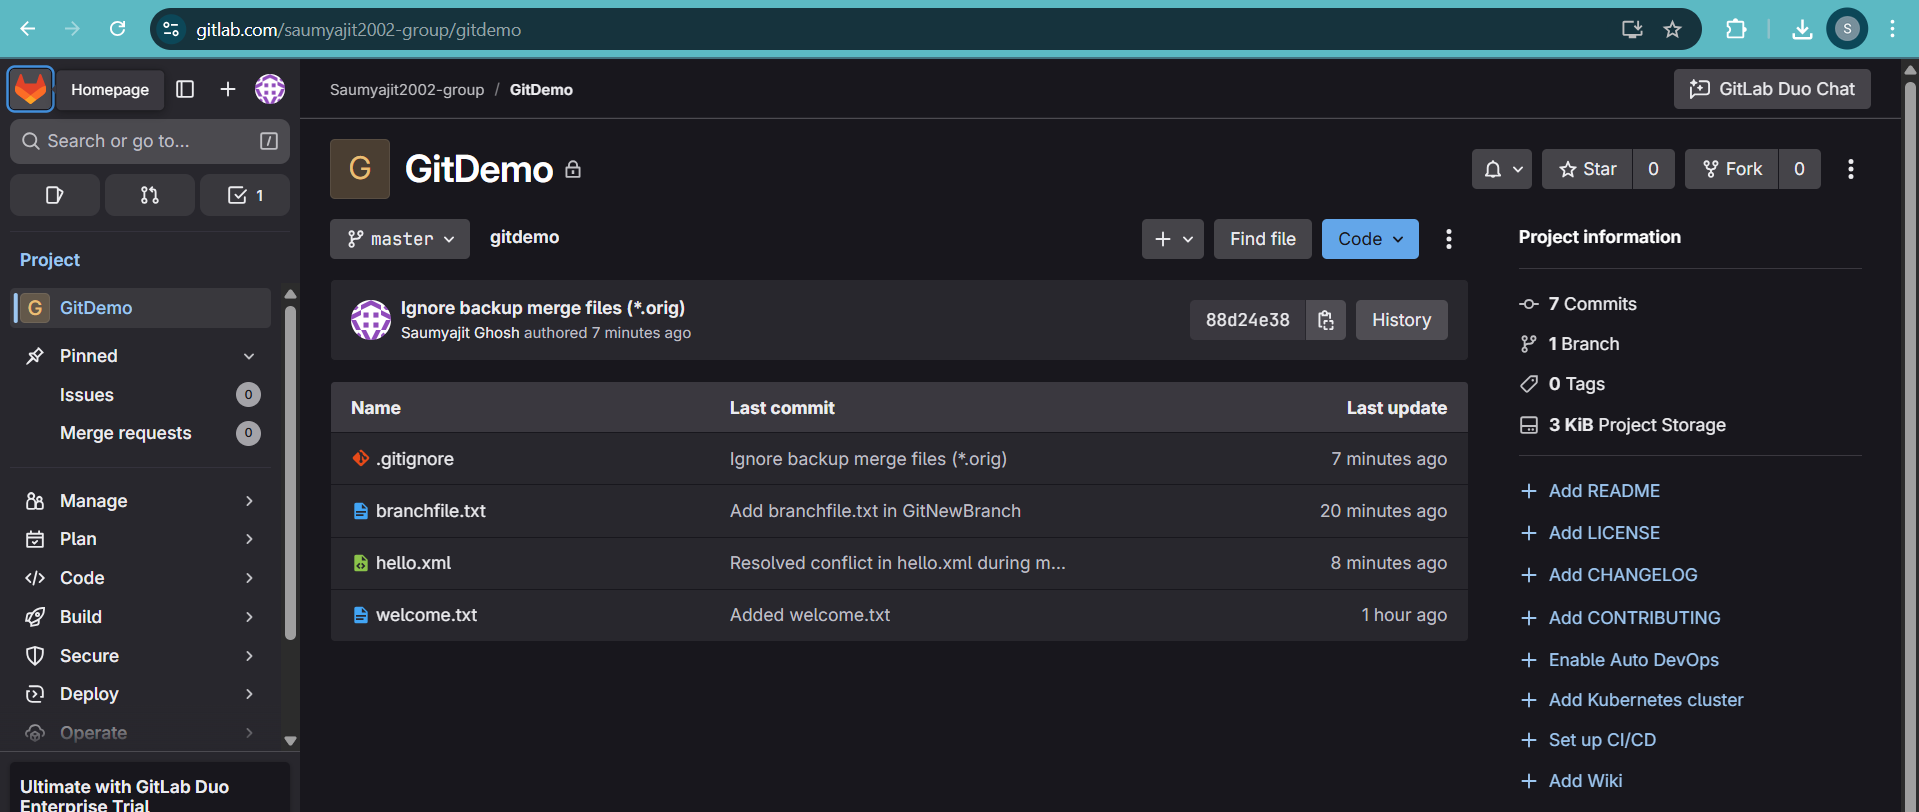 gitlab.com/saumyajit2002-group/gitdemo
S
Homepage
Saumyajit2002-group / GitDemo
GitLab Duo Chat
Search or go to... /
1
G GitDemo
Star 0 Fork 0
master gitdemo
Find file Code
Project
G GitDemo
Pinned
Issues 0
Merge requests 0
Manage
Plan
Code
Build
Secure
Deploy
Operate
Ultimate with GitLab Duo
Enterprise Trial
Ignore backup merge files (*.orig)
Saumyajit Ghosh authored 7 minutes ago
88d24e38 History
Name Last commit Last update
.gitignore Ignore backup merge files (*.orig) 7 minutes ago
branchfile.txt Add branchfile.txt in GitNewBranch 20 minutes ago
hello.xml Resolved conflict in hello.xml during m... 8 minutes ago
welcome.txt Added welcome.txt 1 hour ago
Project information
7 Commits
1 Branch
0 Tags
3 KiB Project Storage
Add README
Add LICENSE
Add CHANGELOG
Add CONTRIBUTING
Enable Auto DevOps
Add Kubernetes cluster
Set up CI/CD
Add Wiki